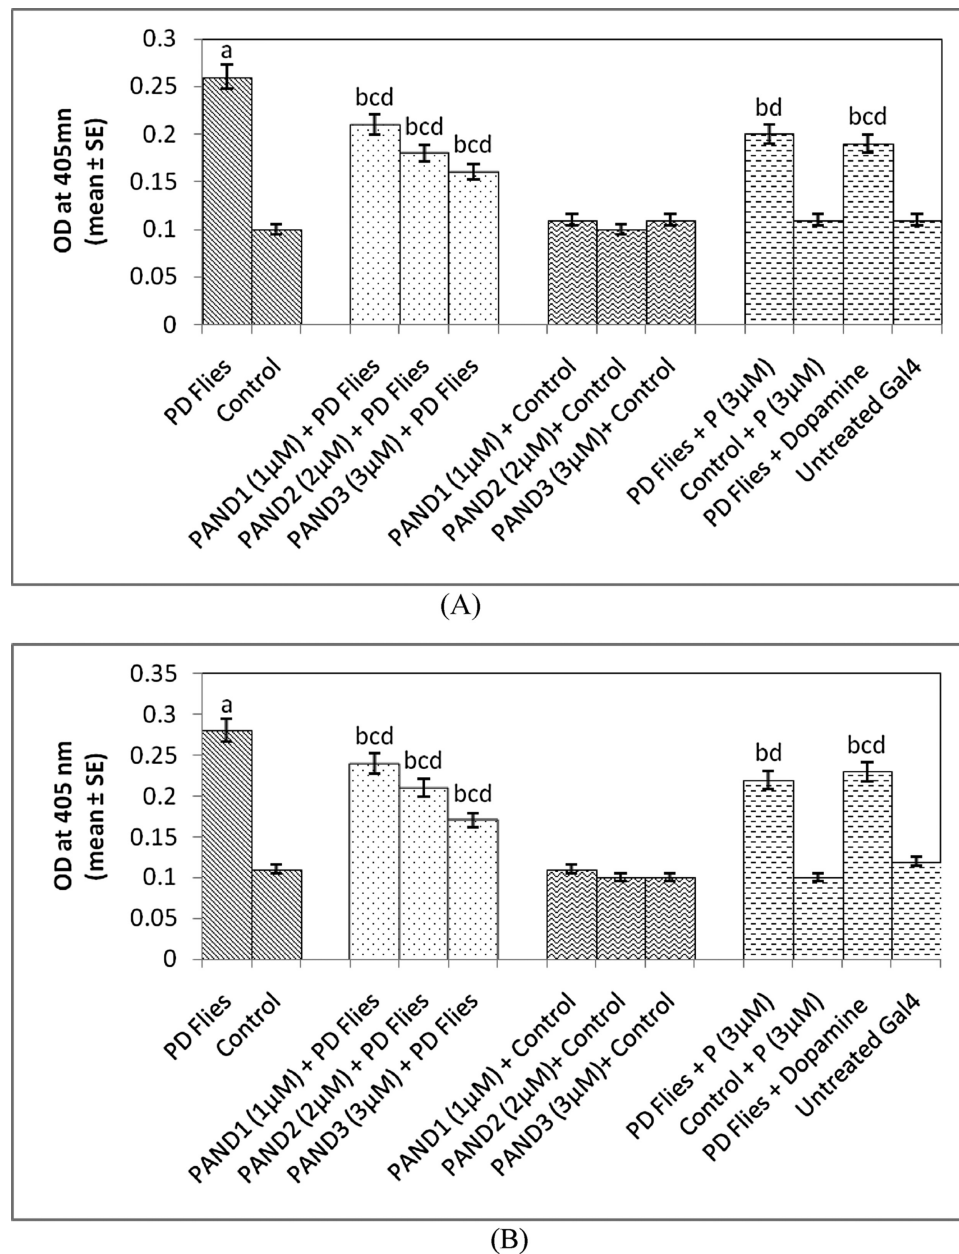 OD at 405mn
(mean ± SE)
0.3
0.25
0.2
0.15
0.1
0.05
0
a
bcd
bcd
bcd
bd
bcd
PD Flies
Control
PAND1 (1µM) + PD Flies
PAND2 (2µM) + PD Flies
PAND3 (3µM) + PD Flies
PAND1 (1µM) + Control
PAND2 (2µM)+ Control
PAND3 (3µM)+ Control
PD Flies + P (3µM)
Control + P (3µM)
PD Flies + Dopamine
Untreated Gal4
(A)
OD at 405 nm
(mean ± SE)
0.35
0.3
0.25
0.2
0.15
0.1
0.05
0
a
bcd
bcd
bcd
bd
bcd
PD Flies
Control
PAND1 (1µM) + PD Flies
PAND2 (2µM) + PD Flies
PAND3 (3µM) + PD Flies
PAND1 (1µM) + Control
PAND2 (2µM)+ Control
PAND3 (3µM)+ Control
PD Flies + P (3µM)
Control + P (3µM)
PD Flies + Dopamine
Untreated Gal4
(B)